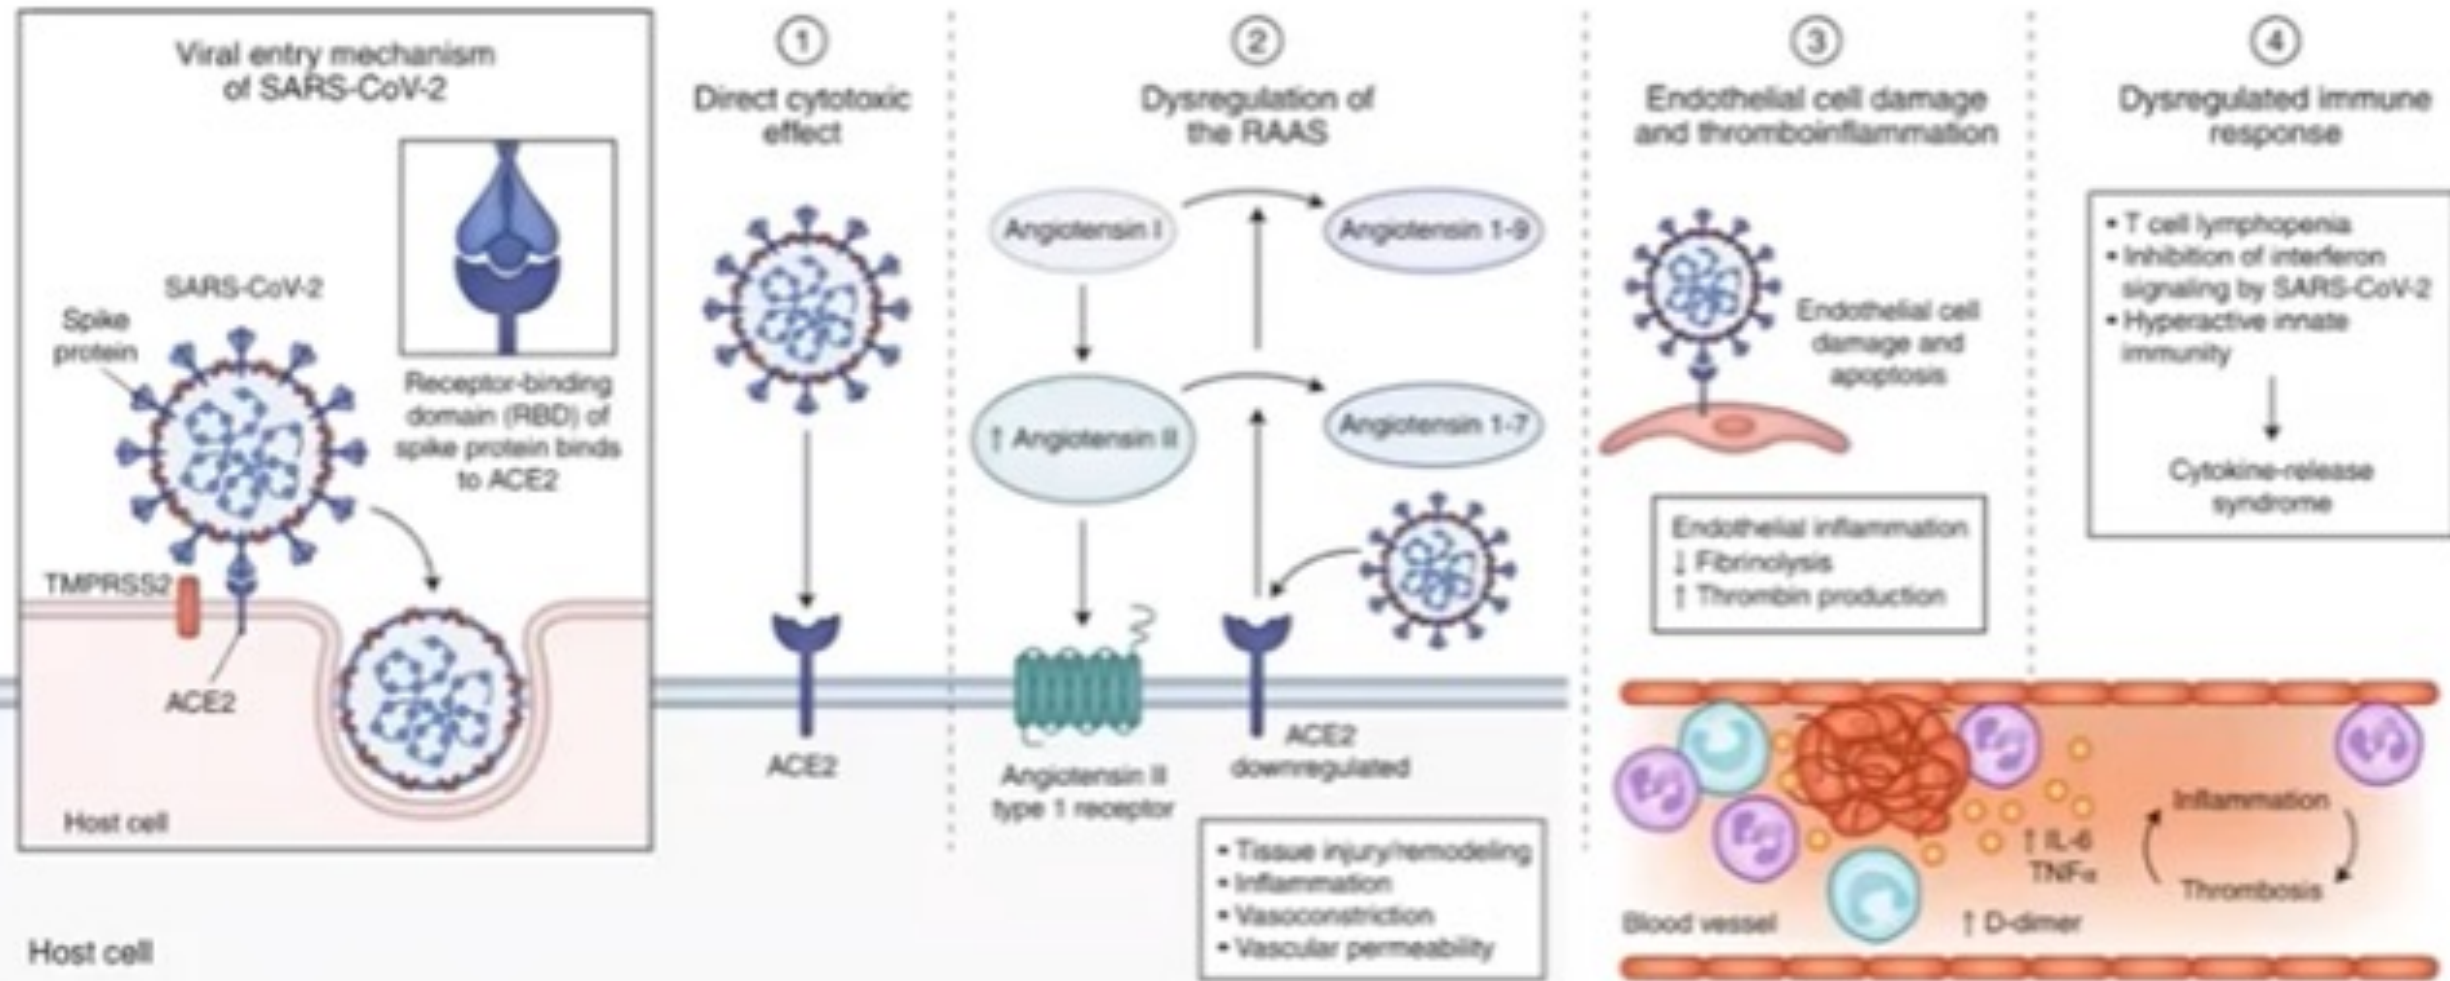 Viral entry mechanism
of SARS-CoV-2
SARS-CoV-2
Spike
protein
Receptor-binding
domain (RBD) of
spike protein binds
to ACE2
TMPRSS2
ACE2
Host cell
Host cell
1
Direct cytotoxic
effect
ACE2
2
Dysregulation of
the RAAS
Angiotensin I
Angiotensin 1-9
↑ Angiotensin II
Angiotensin 1-7
Angiotensin II
type 1 receptor
ACE2
downregulated
• Tissue injury/remodeling
• Inflammation
• Vasoconstriction
• Vascular permeability
3
Endothelial cell damage
and thromboinflammation
Endothelial cell
damage and
apoptosis
Endothelial inflammation
↓ Fibrinolysis
↑ Thrombin production
4
Dysregulated immune
response
• T cell lymphopenia
• Inhibition of interferon
signaling by SARS-CoV-2
• Hyperactive innate
immunity
Cytokine-release
syndrome
↑ IL-6
TNFα
↑ D-dimer
Inflammation
Thrombosis
Blood vessel